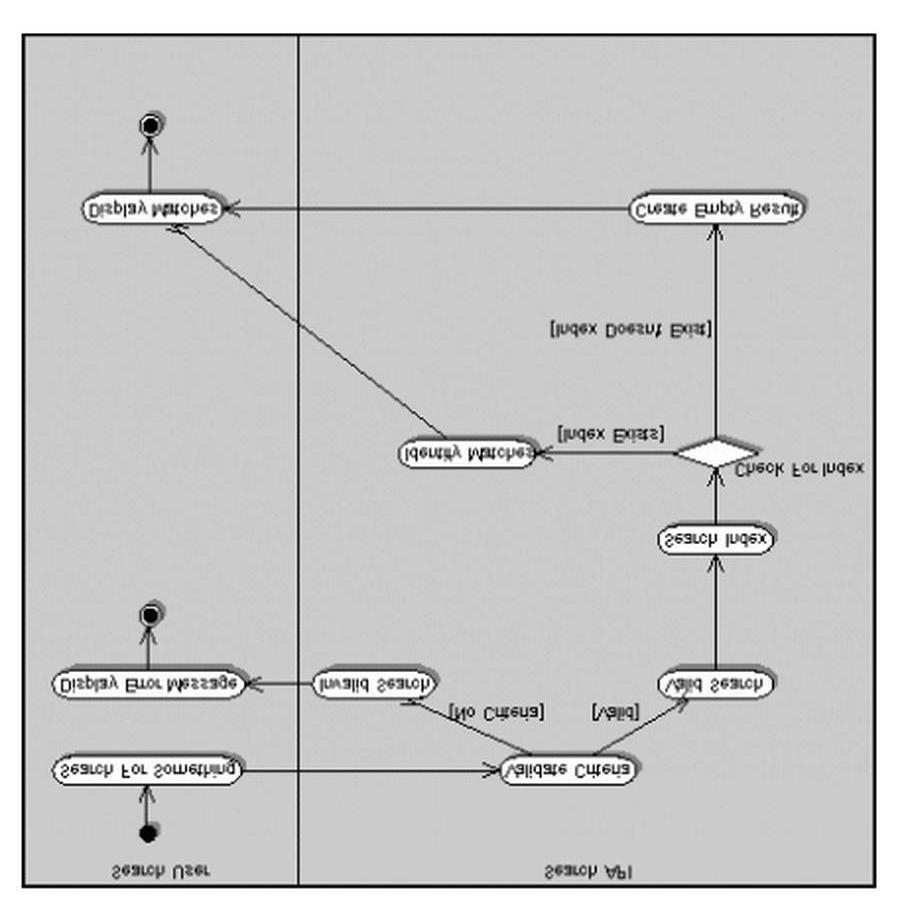 Search User
Search API
Search For Something
Validate Criteria
[No Criteria]
[Valid]
Display Error Message
Invalid Search
Valid Search
Search Index
Check For Index
[Index Exists]
Identify Matches
[Index Doesnt Exist]
Display Matches
Create Empty Result